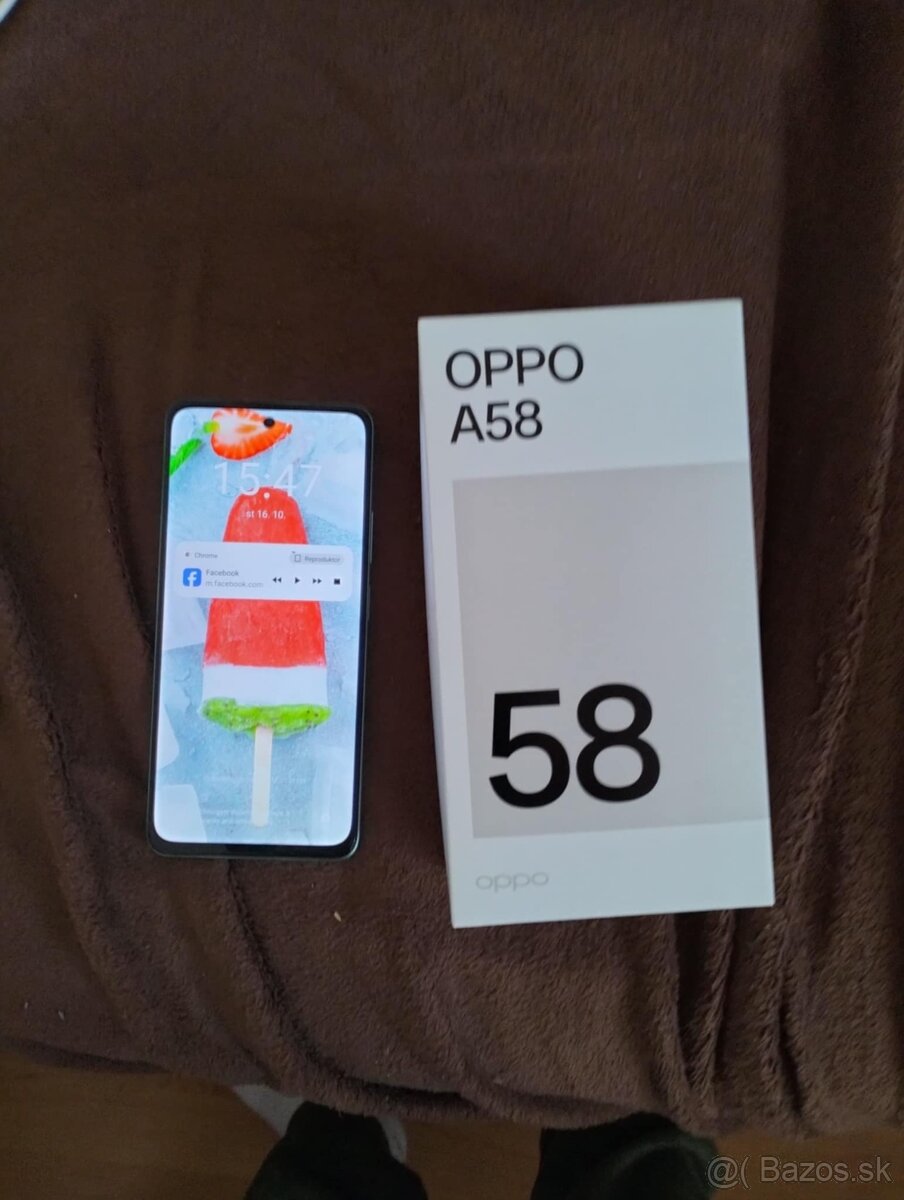 15:47
st 16. 10.
Chrome
Reproduktor
Facebook
m.facebook.com
OPPO
A58
58
oppo
@( Bazos.sk